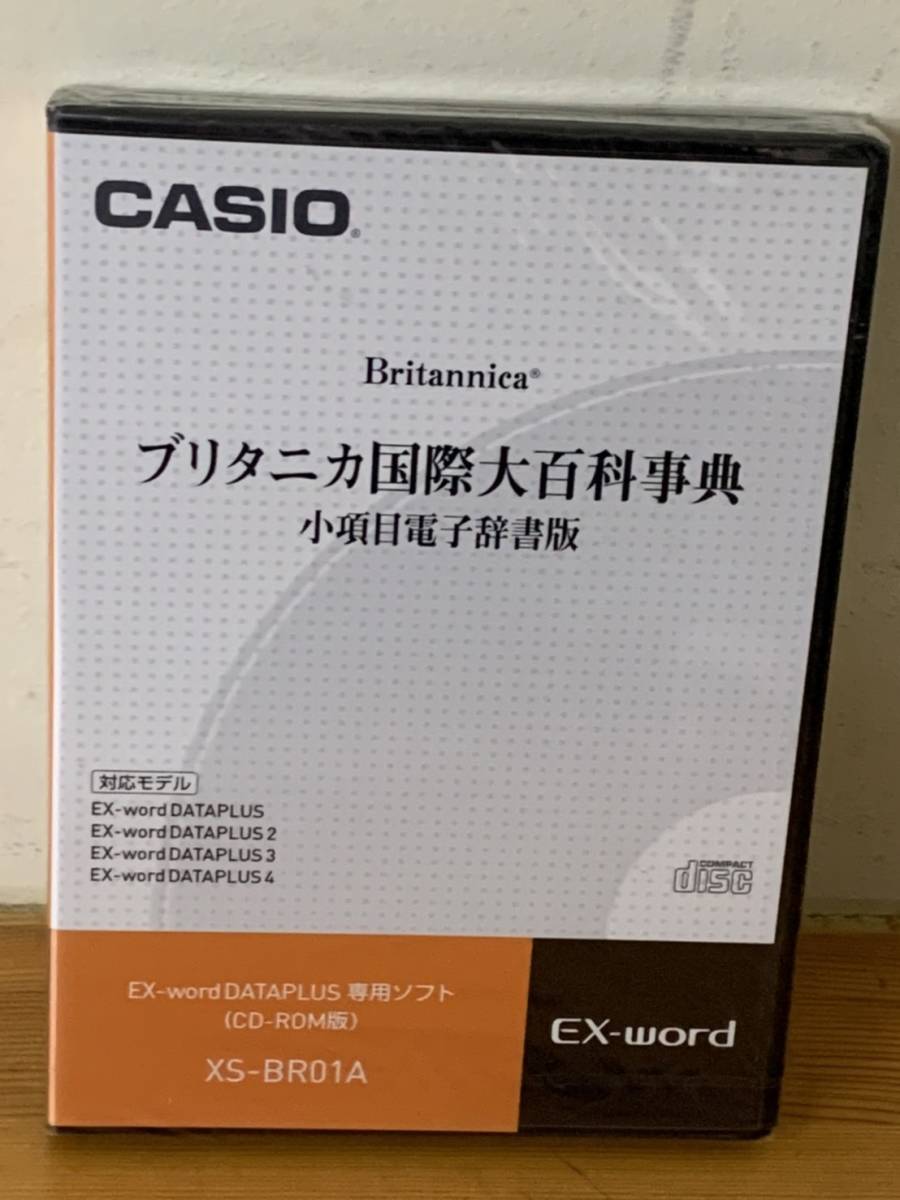 CASIO®
Britannica®
ブリタニカ国際大百科事典
小項目電子辞書版
対応モデル
EX-word DATAPLUS
EX-word DATAPLUS 2
EX-word DATAPLUS 3
EX-word DATAPLUS 4
COMPACT
disc
EX-word DATAPLUS 専用ソフト
（CD-ROM版）
XS-BR01A
EX-word